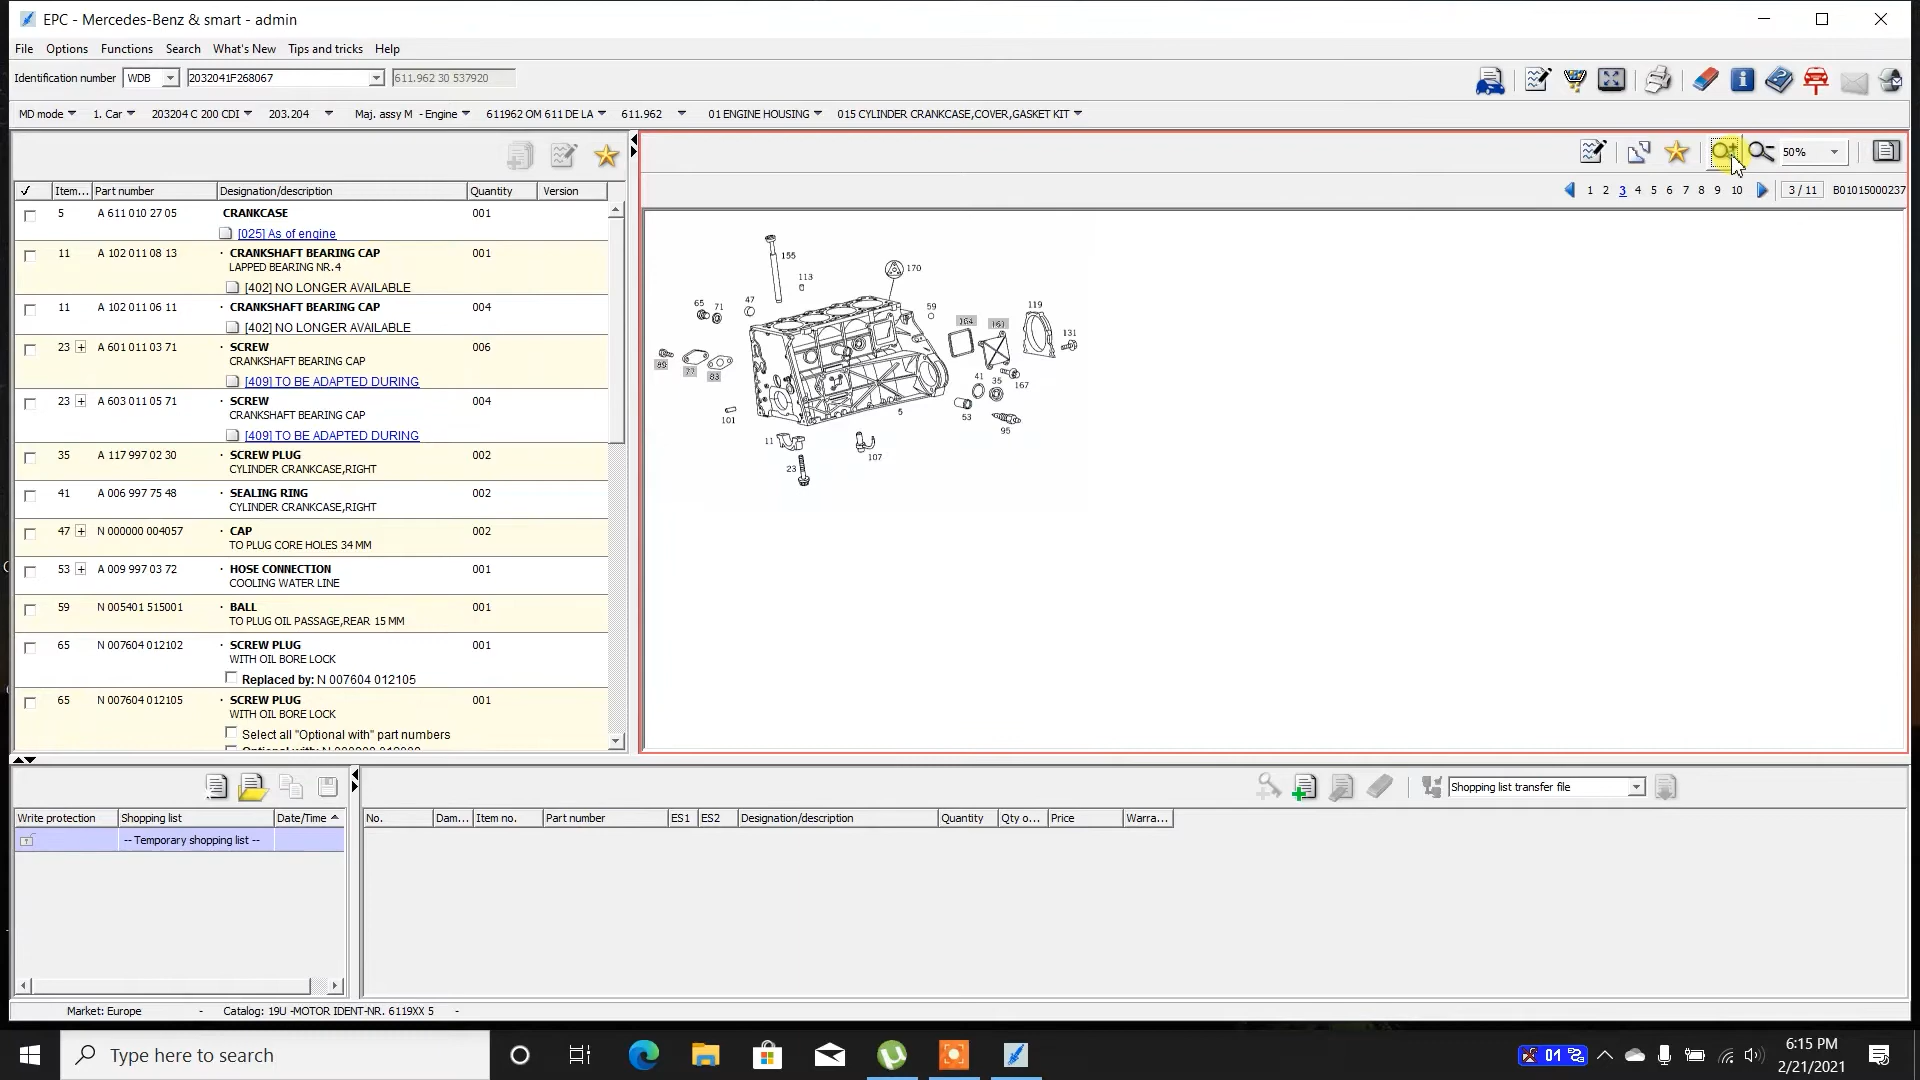 EPC - Mercedes-Benz & smart - admin
File Options Functions Search What's New Tips and tricks Help
Identification number WDB 2032041F268067 611.962 30 537920
MD mode 1. Car 203204 C 200 CDI 203.204 Maj. assy M - Engine 611962 OM 611 DE LA 611.962 01 ENGINE HOUSING 015 CYLINDER CRANKCASE,COVER,GASKET KIT
50%
Item... Part number Designation/description Quantity Version
1 2 3 4 5 6 7 8 9 10 3 / 11 B01015000237
5 A 611 010 27 05 CRANKCASE 001
[025] As of engine
11 A 102 011 08 13 · CRANKSHAFT BEARING CAP 001
LAPPED BEARING NR.4
[402] NO LONGER AVAILABLE
11 A 102 011 06 11 · CRANKSHAFT BEARING CAP 004
[402] NO LONGER AVAILABLE
23 A 601 011 03 71 · SCREW 006
CRANKSHAFT BEARING CAP
[409] TO BE ADAPTED DURING
23 A 603 011 05 71 · SCREW 004
CRANKSHAFT BEARING CAP
[409] TO BE ADAPTED DURING
35 A 117 997 02 30 · SCREW PLUG 002
CYLINDER CRANKCASE,RIGHT
41 A 006 997 75 48 · SEALING RING 002
CYLINDER CRANKCASE,RIGHT
47 N 000000 004057 · CAP 002
TO PLUG CORE HOLES 34 MM
53 A 009 997 03 72 · HOSE CONNECTION 001
COOLING WATER LINE
59 N 005401 515001 · BALL 001
TO PLUG OIL PASSAGE,REAR 15 MM
65 N 007604 012102 · SCREW PLUG 001
WITH OIL BORE LOCK
Replaced by: N 007604 012105
65 N 007604 012105 · SCREW PLUG 001
WITH OIL BORE LOCK
Select all "Optional with" part numbers
155
170
113
65 71 47 59 119
164 161
131
89 77 83
41 35 167
101 5 53 95
11 107
23
Shopping list transfer file
Write protection Shopping list Date/Time
No. Dam... Item no. Part number ES1 ES2 Designation/description Quantity Qty o... Price Warra...
-- Temporary shopping list --
Market: Europe - Catalog: 19U -MOTOR IDENT-NR. 6119XX 5 -
Type here to search
01
6:15 PM
2/21/2021